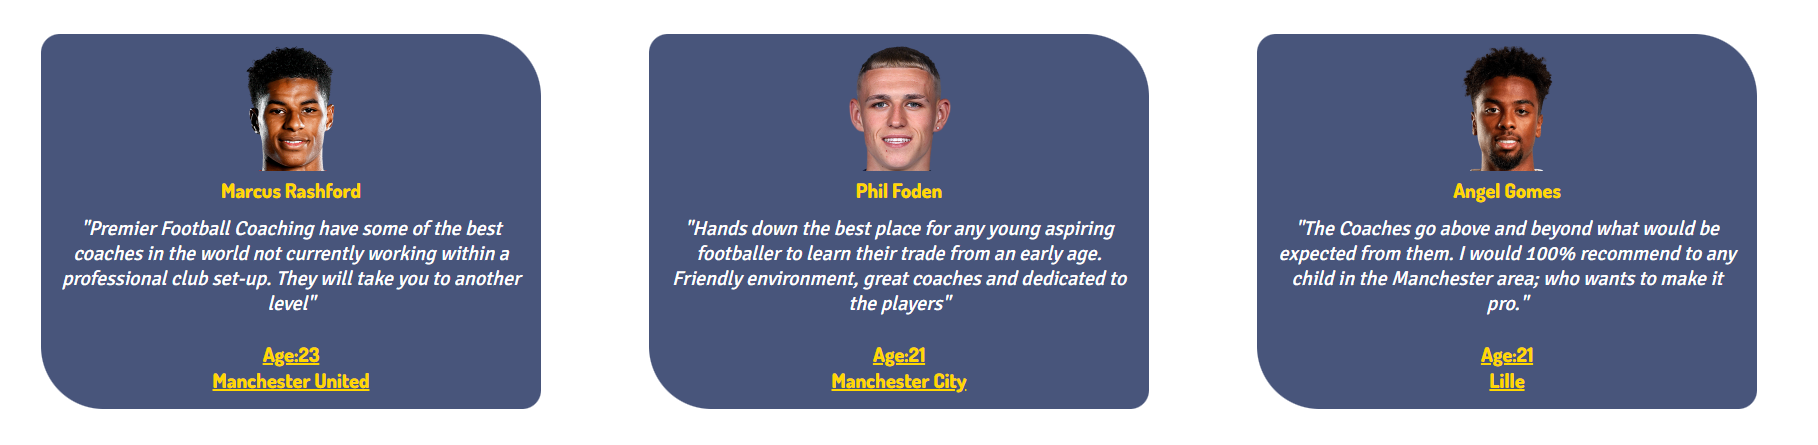 Marcus Rashford
"Premier Football Coaching have some of the best
coaches in the world not currently working within a
professional club set-up. They will take you to another
level"
Age:23
Manchester United
Phil Foden
"Hands down the best place for any young aspiring
footballer to learn their trade from an early age.
Friendly environment, great coaches and dedicated to
the players"
Age:21
Manchester City
Angel Gomes
"The Coaches go above and beyond what would be
expected from them. I would 100% recommend to any
child in the Manchester area; who wants to make it
pro."
Age:21
Lille